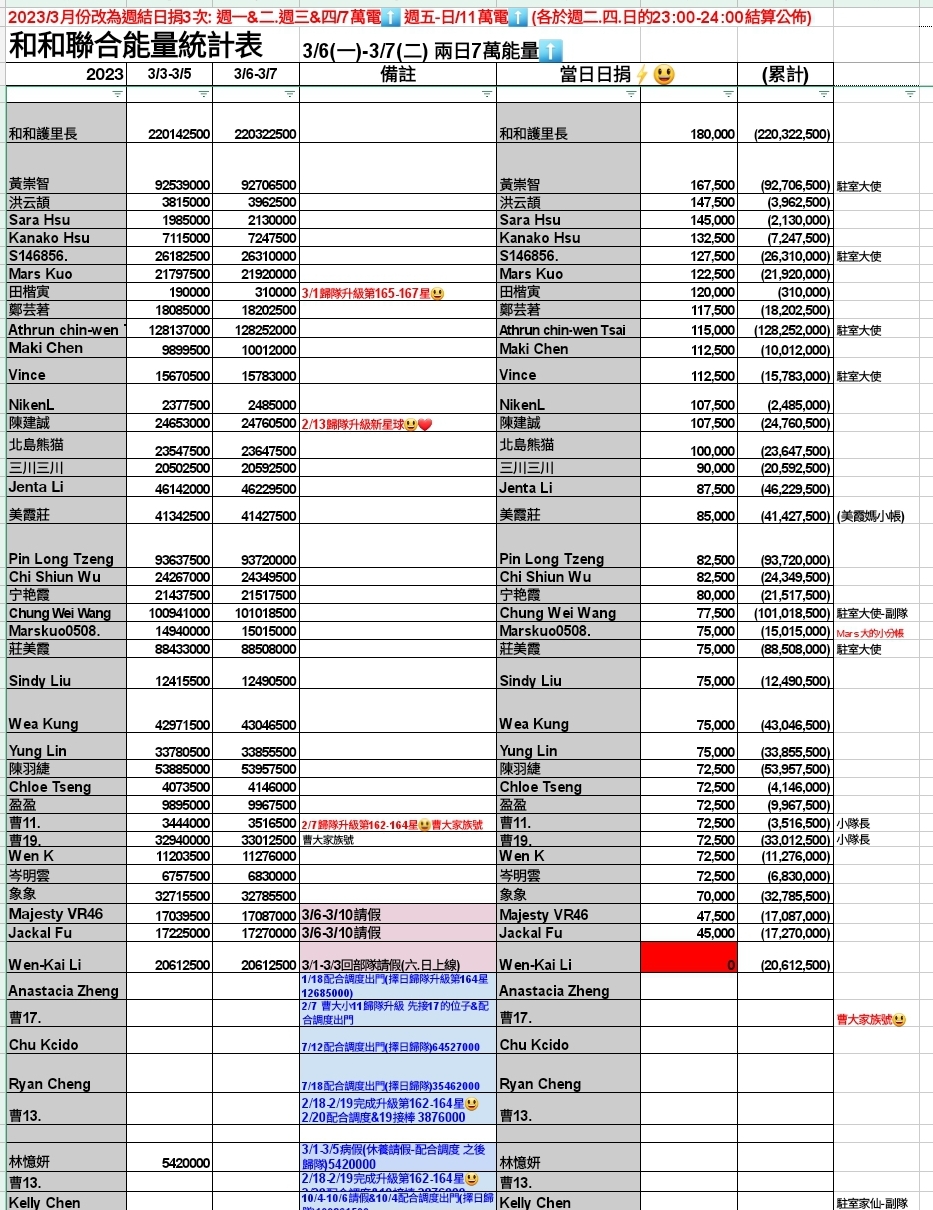 2023/3月份改為週結日捐3次: 週一&二.週三&四/7萬電⬆️ 週五-日/11萬電⬆️ (各於週二.四.日的23:00-24:00結算公佈)
和和聯合能量統計表 3/6(一)-3/7(二) 兩日7萬能量⬆️
2023 3/3-3/5 3/6-3/7 備註 當日日捐⚡😃 (累計)
和和護里長 220142500 220322500 和和護里長 180,000 (220,322,500)
黃崇智 92539000 92706500 黃崇智 167,500 (92,706,500) 駐室大使
洪云頡 3815000 3962500 洪云頡 147,500 (3,962,500)
Sara Hsu 1985000 2130000 Sara Hsu 145,000 (2,130,000)
Kanako Hsu 7115000 7247500 Kanako Hsu 132,500 (7,247,500)
S146856. 26182500 26310000 S146856. 127,500 (26,310,000) 駐室大使
Mars Kuo 21797500 21920000 Mars Kuo 122,500 (21,920,000)
田楷寅 190000 310000 3/1歸隊升級第165-167星😃 田楷寅 120,000 (310,000)
鄭芸著 18085000 18202500 鄭芸著 117,500 (18,202,500)
Athrun chin-wen 128137000 128252000 Athrun chin-wen Tsai 115,000 (128,252,000) 駐室大使
Maki Chen 9899500 10012000 Maki Chen 112,500 (10,012,000)
Vince 15670500 15783000 Vince 112,500 (15,783,000) 駐室大使
NikenL 2377500 2485000 NikenL 107,500 (2,485,000)
陳建誠 24653000 24760500 2/13歸隊升級新星球😃❤️ 陳建誠 107,500 (24,760,500)
北島熊猫 23547500 23647500 北島熊猫 100,000 (23,647,500)
三川三川 20502500 20592500 三川三川 90,000 (20,592,500)
Jenta Li 46142000 46229500 Jenta Li 87,500 (46,229,500)
美霞莊 41342500 41427500 美霞莊 85,000 (41,427,500) (美霞媽小帳)
Pin Long Tzeng 93637500 93720000 Pin Long Tzeng 82,500 (93,720,000)
Chi Shiun Wu 24267000 24349500 Chi Shiun Wu 82,500 (24,349,500)
宁艳霞 21437500 21517500 宁艳霞 80,000 (21,517,500)
Chung Wei Wang 100941000 101018500 Chung Wei Wang 77,500 (101,018,500) 駐室大使-副隊
Marskuo0508. 14940000 15015000 Marskuo0508. 75,000 (15,015,000) Mars大的小分帳
莊美霞 88433000 88508000 莊美霞 75,000 (88,508,000) 駐室大使
Sindy Liu 12415500 12490500 Sindy Liu 75,000 (12,490,500)
Wea Kung 42971500 43046500 Wea Kung 75,000 (43,046,500)
Yung Lin 33780500 33855500 Yung Lin 75,000 (33,855,500)
陳羽緁 53885000 53957500 陳羽緁 72,500 (53,957,500)
Chloe Tseng 4073500 4146000 Chloe Tseng 72,500 (4,146,000)
盈盈 9895000 9967500 盈盈 72,500 (9,967,500)
曹11. 3444000 3516500 2/7歸隊升級第162-164星😃曹大家族號 曹11. 72,500 (3,516,500) 小隊長
曹19. 32940000 33012500 曹大家族號 曹19. 72,500 (33,012,500) 小隊長
Wen K 11203500 11276000 Wen K 72,500 (11,276,000)
岑明雲 6757500 6830000 岑明雲 72,500 (6,830,000)
象象 32715500 32785500 象象 70,000 (32,785,500)
Majesty VR46 17039500 17087000 3/6-3/10請假 Majesty VR46 47,500 (17,087,000)
Jackal Fu 17225000 17270000 3/6-3/10請假 Jackal Fu 45,000 (17,270,000)
Wen-Kai Li 20612500 20612500 3/1-3/3回部隊請假(六.日上線) Wen-Kai Li 0 (20,612,500)
Anastacia Zheng 1/18配合調度出門(擇日歸隊升級第164星 Anastacia Zheng
12685000)
曹17. 2/7 曹大小11歸隊升級 先接17的位子&配 曹17. 曹大家族號😃
合調度出門
Chu Kcido 7/12配合調度出門(擇日歸隊)64527000 Chu Kcido
Ryan Cheng 7/18配合調度出門(擇日歸隊)35462000 Ryan Cheng
曹13. 2/18-2/19完成升級第162-164星😃 曹13.
2/20配合調度&19接棒 3876000
林憶妍 5420000 3/1-3/5病假(休養請假-配合調度 之後 林憶妍
歸隊)5420000
曹13. 2/18-2/19完成升級第162-164星😃 曹13.
Kelly Chen 10/4-10/6請假&10/4配合調度出門(擇日歸 Kelly Chen 駐室家仙-副隊